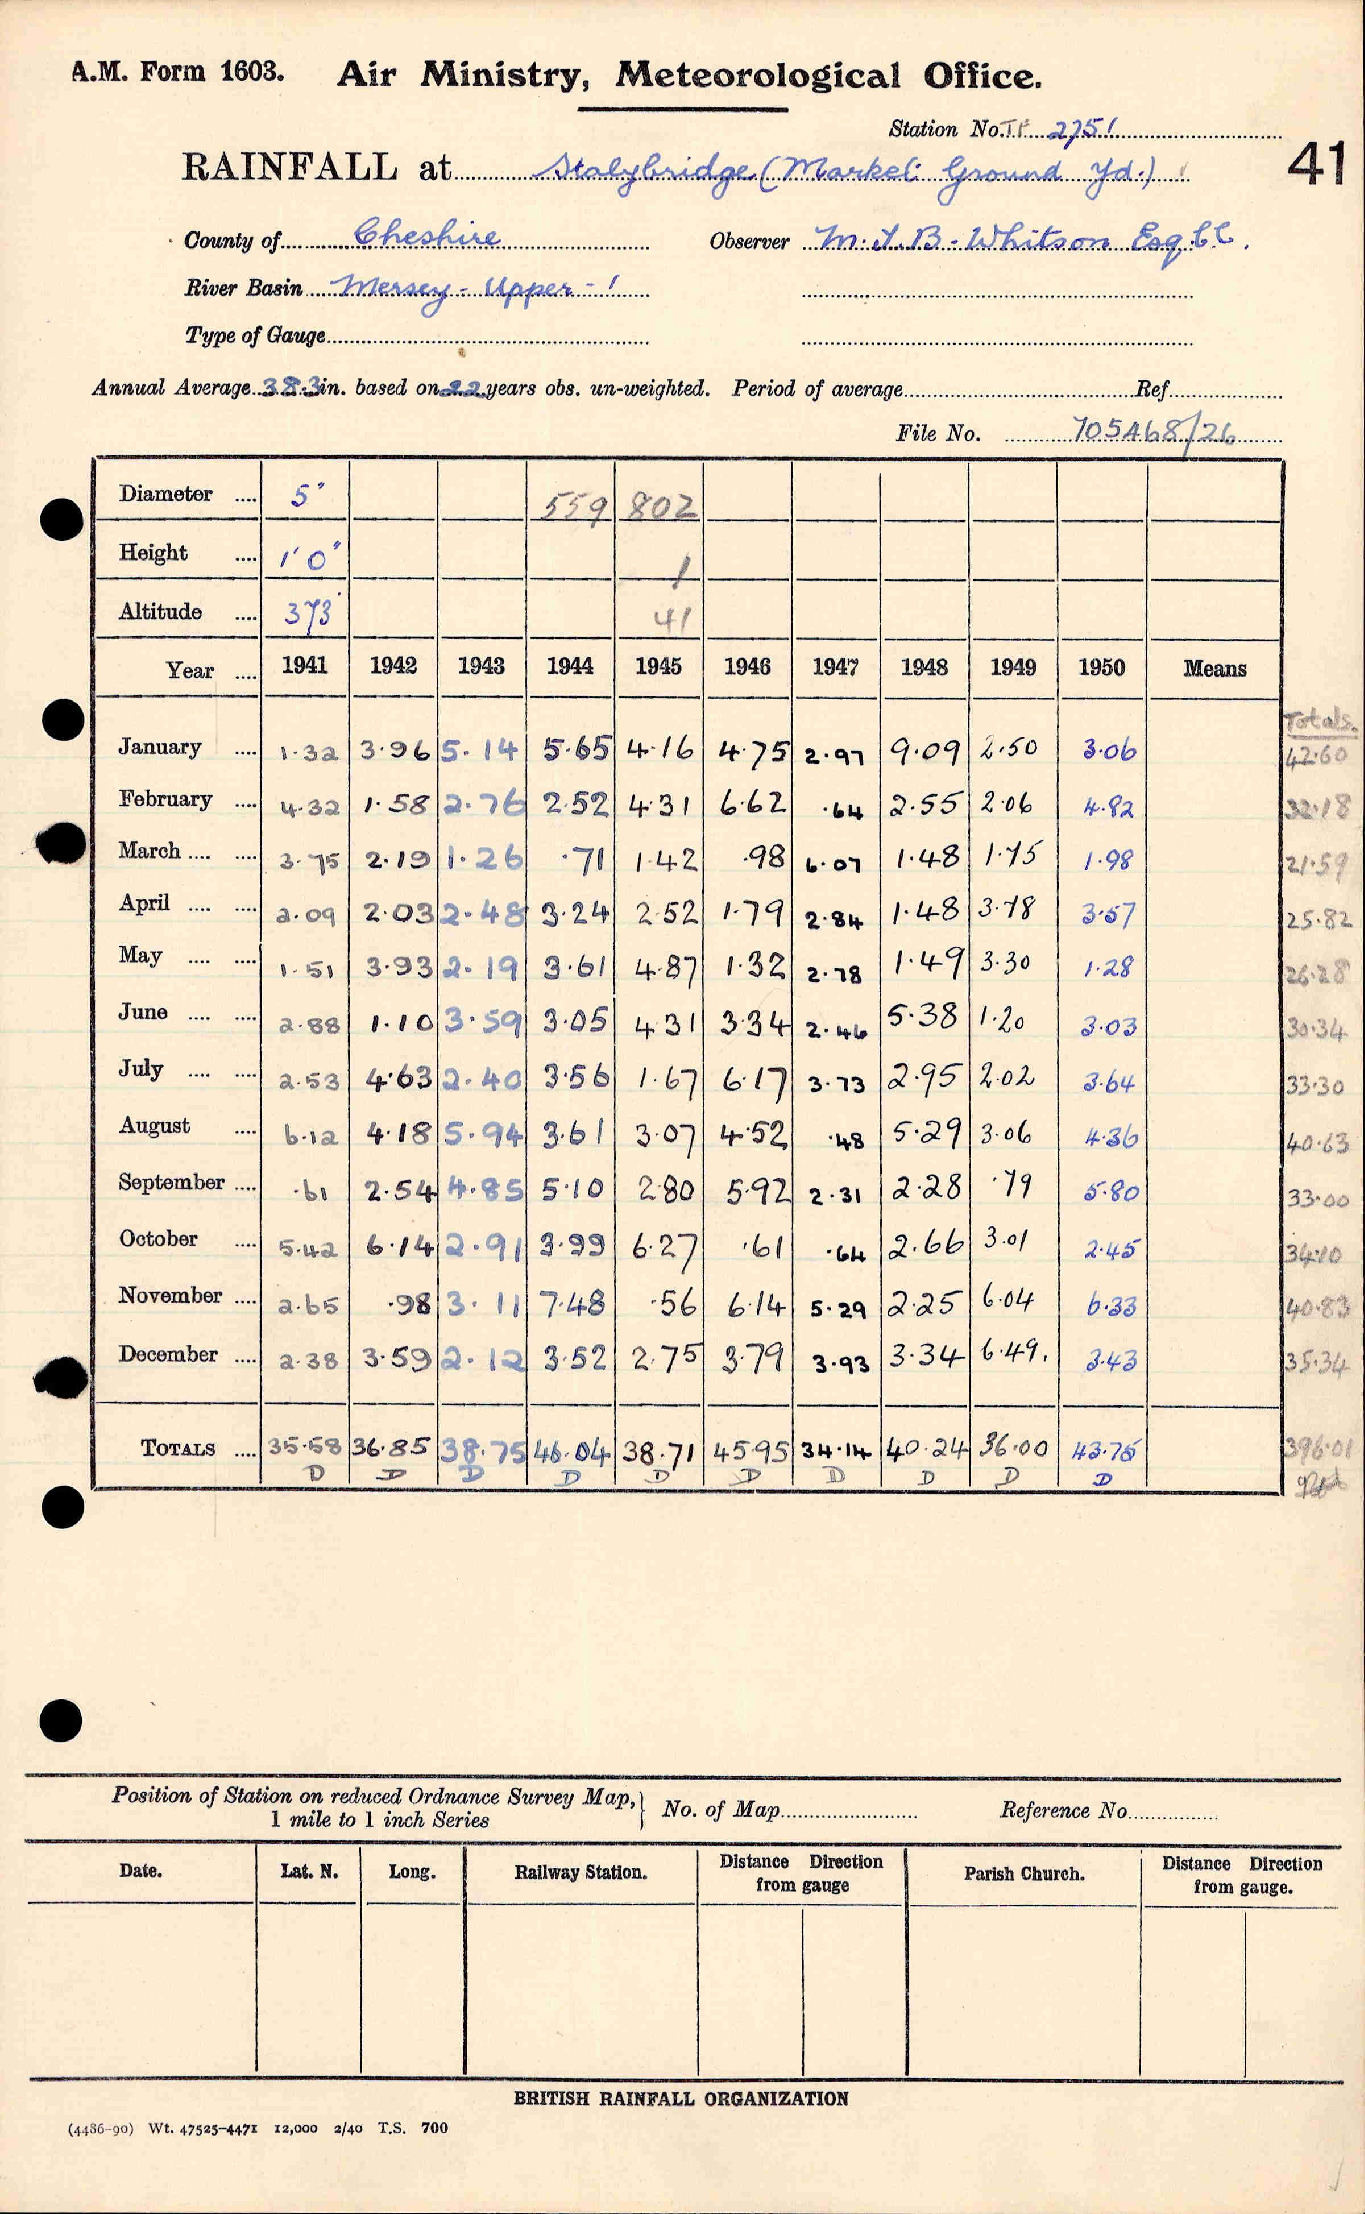 A.M. Form 1603. Air Ministry, Meteorological Office.
Station No. TP 2751
41
RAINFALL at Stalybridge (Market Ground Yd.)
County of Cheshire Observer M.J.B. Whitson Esq CE.
River Basin Mersey - Upper - 1
Type of Gauge
Annual Average 38.3 in. based on 22 years obs. un-weighted. Period of average Ref
File No. 705468/26
Diameter .... 5" 559 802
Height .... 1' 0" 1
Altitude .... 373' 41
Year .... 1941 1942 1943 1944 1945 1946 1947 1948 1949 1950 Means
Totals.
January .... 1.32 3.96 5.14 5.65 4.16 4.75 2.97 9.09 2.50 3.06 42.60
February .... 4.32 1.58 2.76 2.52 4.31 6.62 .64 2.55 2.06 4.82 32.18
March .... .... 3.75 2.19 1.26 .71 1.42 .98 6.07 1.48 1.75 1.98 21.59
April .... .... 2.09 2.03 2.48 3.24 2.52 1.79 2.84 1.48 3.78 3.57 25.82
May .... .... 1.51 3.93 2.19 3.61 4.87 1.32 2.78 1.49 3.30 1.28 26.28
June .... .... 2.88 1.10 3.59 3.05 4.31 3.34 2.46 5.38 1.20 3.03 30.34
July .... .... 2.53 4.63 2.40 3.56 1.67 6.17 3.73 2.95 2.02 3.64 33.30
August .... 6.12 4.18 5.94 3.61 3.07 4.52 .48 5.29 3.06 4.36 40.63
September .... .61 2.54 4.85 5.10 2.80 5.92 2.31 2.28 .79 5.80 33.00
October .... 5.42 6.14 2.91 3.99 6.27 .61 .64 2.66 3.01 2.45 34.10
November .... 2.65 .98 3.11 7.48 .56 6.14 5.29 2.25 6.04 6.33 40.83
December .... 2.38 3.59 2.12 3.52 2.75 3.79 3.93 3.34 6.49. 3.43 35.34
TOTALS .... 35.58 36.85 38.75 46.04 38.71 45.95 34.14 40.24 36.00 43.75 396.01
D D D D D D D D D D
Position of Station on reduced Ordnance Survey Map, 1 mile to 1 inch Series } No. of Map Reference No.
Date. Lat. N. Long. Railway Station. Distance Direction from gauge Parish Church. Distance Direction from gauge.
BRITISH RAINFALL ORGANIZATION
(4486-90) Wt. 47525-4471 12,000 2/40 T.S. 700